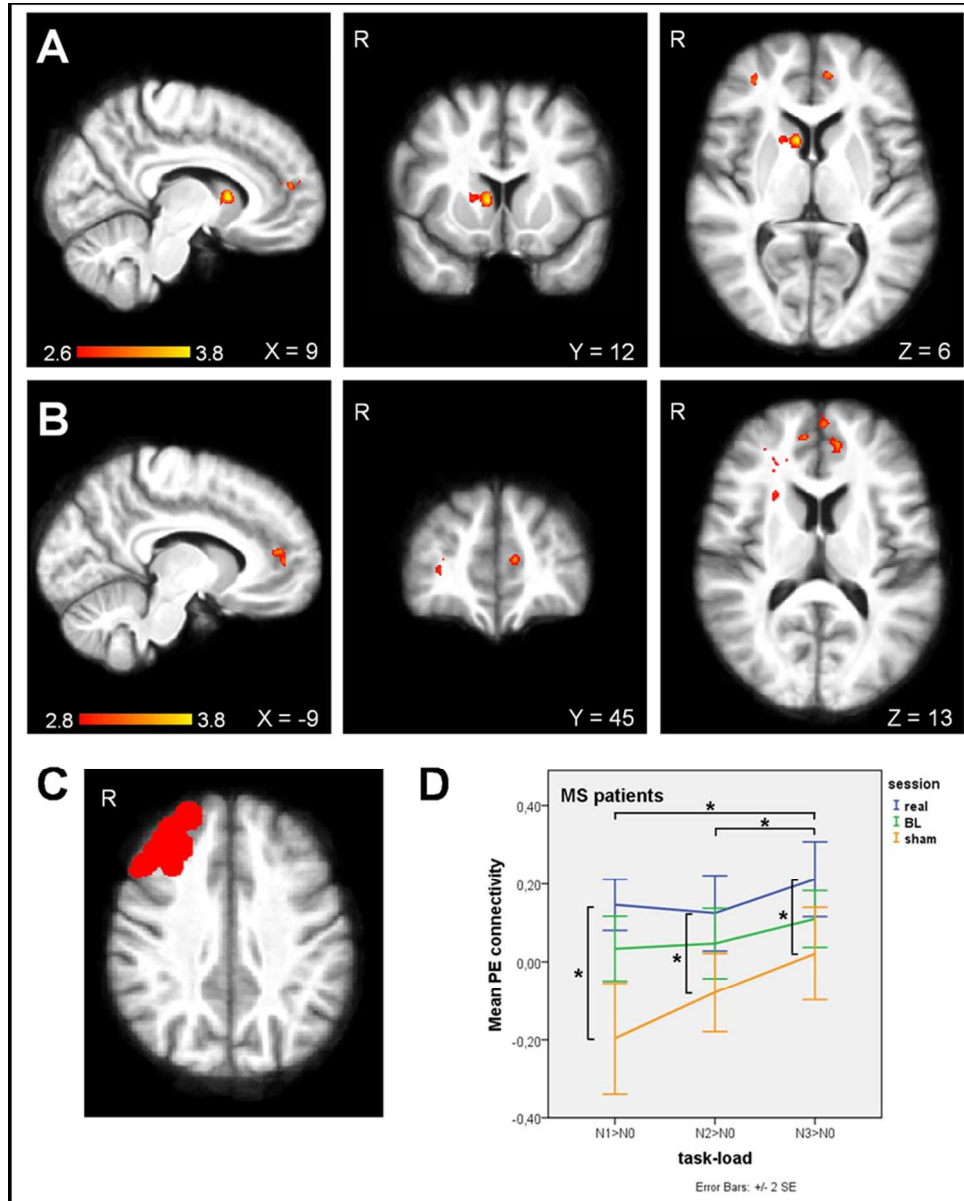 A
R
R
2.6
3.8
X = 9
Y = 12
Z = 6
B
R
R
2.8
3.8
X = -9
Y = 45
Z = 13
C
R
D
MS patients
session
real
BL
sham
*
*
*
*
*
Mean PE connectivity
0,40
0,20
0,00
-0,20
-0,40
N1>N0
N2>N0
N3>N0
task-load
Error Bars: +/- 2 SE